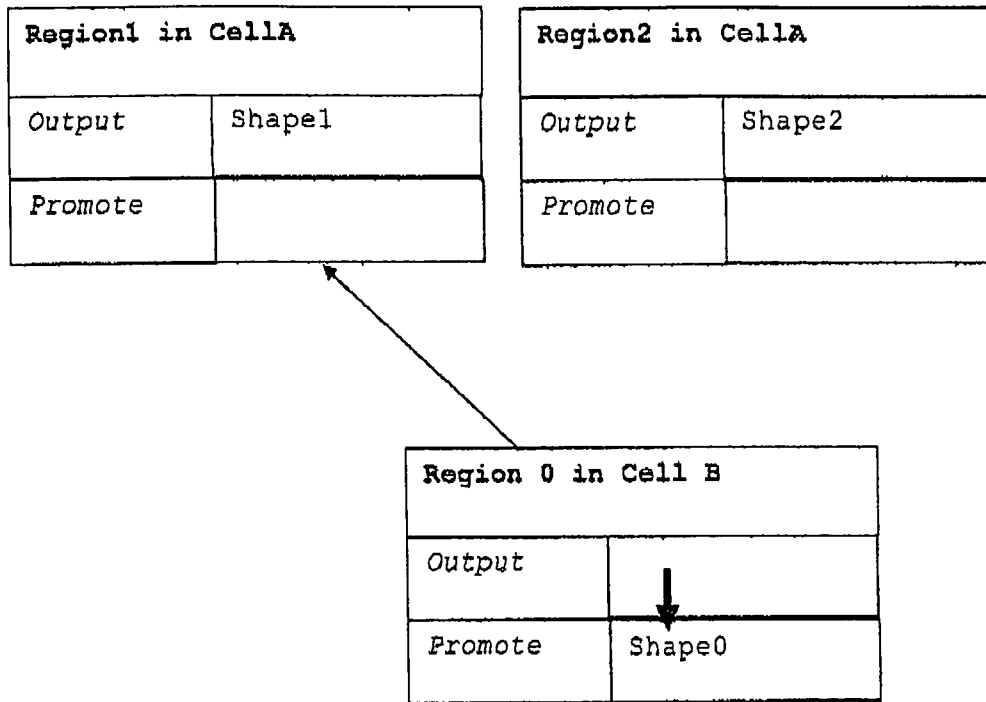 Region1 in CellA
Output Shape1
Promote
Region2 in CellA
Output Shape2
Promote
Region 0 in Cell B
Output
Promote Shape0